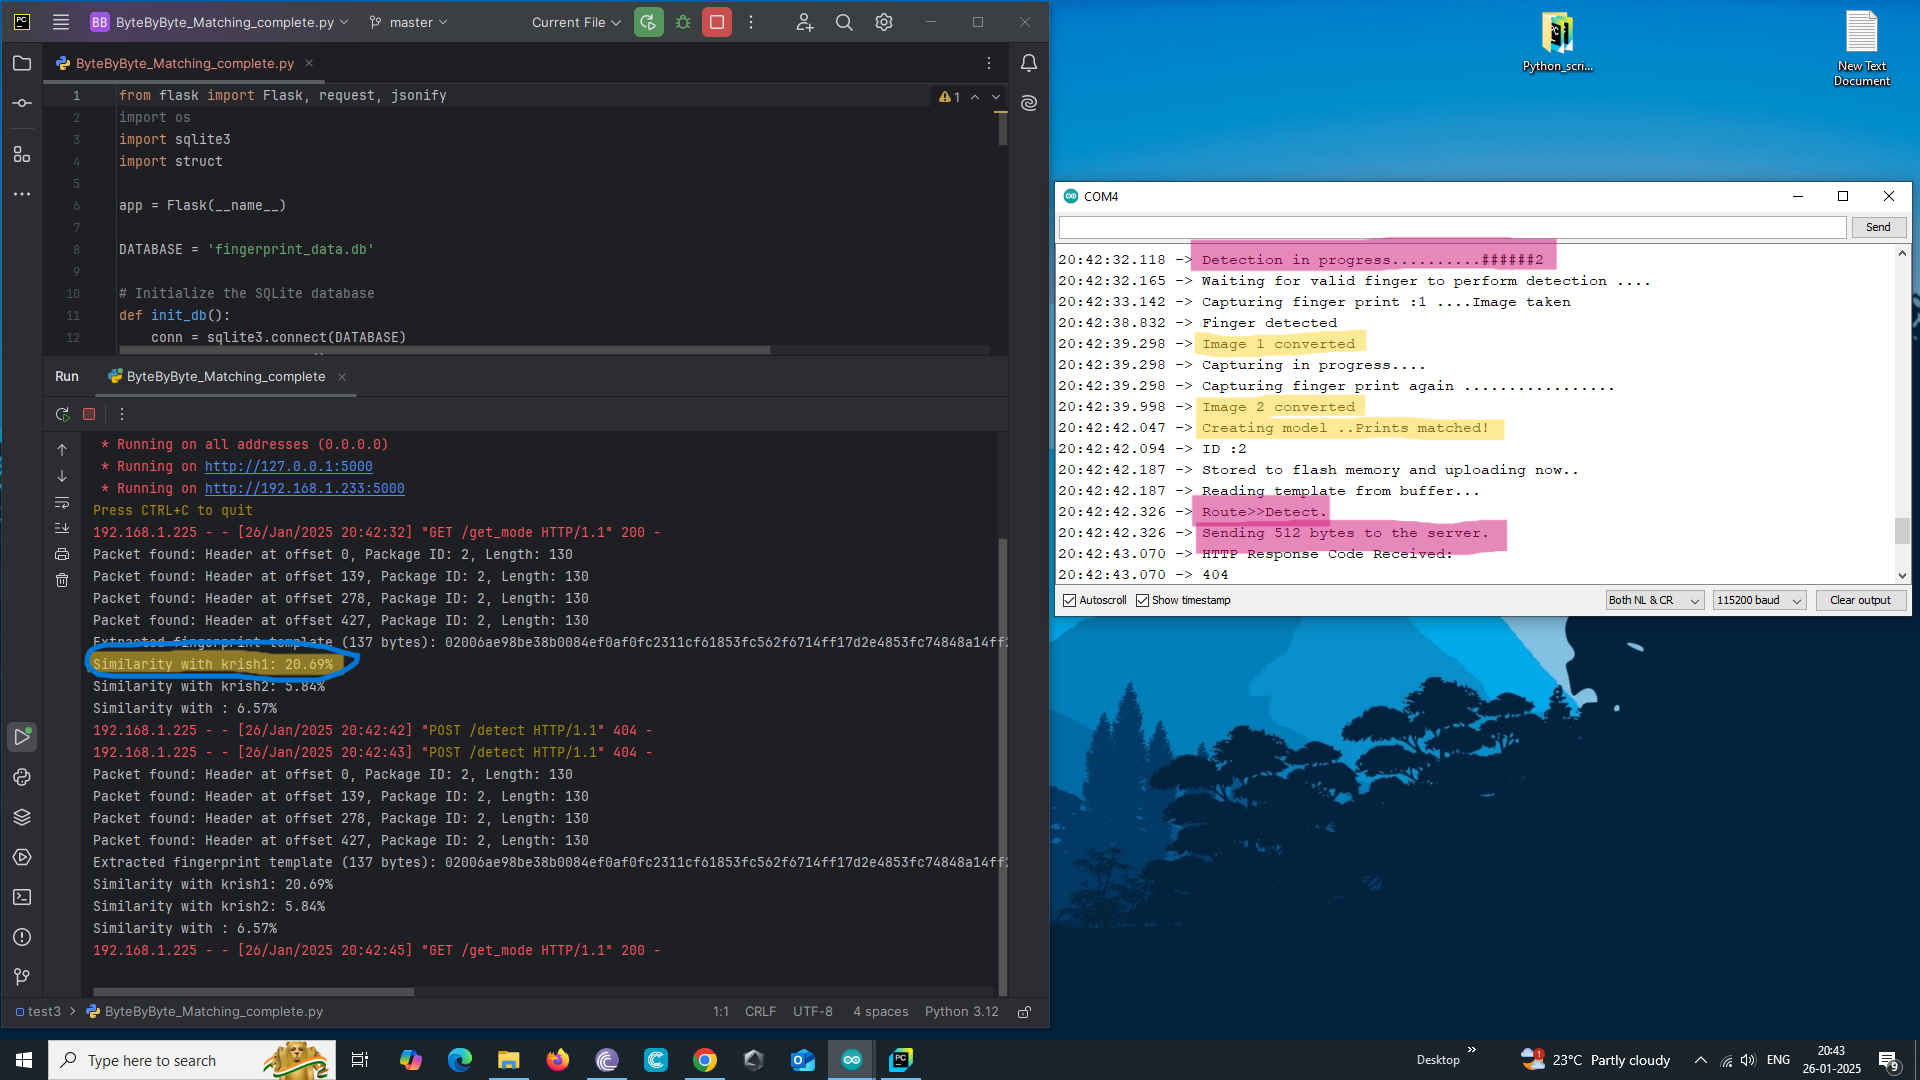 BB ByteByByte_Matching_complete.py master Current File
ByteByByte_Matching_complete.py
1 from flask import Flask, request, jsonify
1
2 import os
3 import sqlite3
4 import struct
5
6 app = Flask(__name__)
7
8 DATABASE = 'fingerprint_data.db'
9
10 # Initialize the SQLite database
11 def init_db():
12 conn = sqlite3.connect(DATABASE)
Run ByteByByte_Matching_complete
* Running on all addresses (0.0.0.0)
* Running on http://127.0.0.1:5000
* Running on http://192.168.1.233:5000
Press CTRL+C to quit
192.168.1.225 - - [26/Jan/2025 20:42:32] "GET /get_mode HTTP/1.1" 200 -
Packet found: Header at offset 0, Package ID: 2, Length: 130
Packet found: Header at offset 139, Package ID: 2, Length: 130
Packet found: Header at offset 278, Package ID: 2, Length: 130
Packet found: Header at offset 427, Package ID: 2, Length: 130
Extracted fingerprint template (137 bytes): 02006ae98be38b0084ef0af0fc2311cf61853fc562f6714ff17d2e4853fc74848a14ff
Similarity with krish1: 20.69%
Similarity with krish2: 5.84%
Similarity with : 6.57%
192.168.1.225 - - [26/Jan/2025 20:42:42] "POST /detect HTTP/1.1" 404 -
192.168.1.225 - - [26/Jan/2025 20:42:43] "POST /detect HTTP/1.1" 404 -
Packet found: Header at offset 0, Package ID: 2, Length: 130
Packet found: Header at offset 139, Package ID: 2, Length: 130
Packet found: Header at offset 278, Package ID: 2, Length: 130
Packet found: Header at offset 427, Package ID: 2, Length: 130
Extracted fingerprint template (137 bytes): 02006ae98be38b0084ef0af0fc2311cf61853fc562f6714ff17d2e4853fc74848a14ff
Similarity with krish1: 20.69%
Similarity with krish2: 5.84%
Similarity with : 6.57%
192.168.1.225 - - [26/Jan/2025 20:42:45] "GET /get_mode HTTP/1.1" 200 -
test3 > ByteByByte_Matching_complete.py 1:1 CRLF UTF-8 4 spaces Python 3.12
Python_scri...
New Text
Document
COM4
Send
20:42:32.118 -> Detection in progress..........######2
20:42:32.165 -> Waiting for valid finger to perform detection ....
20:42:33.142 -> Capturing finger print :1 ....Image taken
20:42:38.832 -> Finger detected
20:42:39.298 -> Image 1 converted
20:42:39.298 -> Capturing in progress....
20:42:39.298 -> Capturing finger print again .................
20:42:39.998 -> Image 2 converted
20:42:42.047 -> Creating model ..Prints matched!
20:42:42.094 -> ID :2
20:42:42.187 -> Stored to flash memory and uploading now..
20:42:42.187 -> Reading template from buffer...
20:42:42.326 -> Route>>Detect.
20:42:42.326 -> Sending 512 bytes to the server.
20:42:43.070 -> HTTP Response Code Received:
20:42:43.070 -> 404
Autoscroll Show timestamp Both NL & CR 115200 baud Clear output
Type here to search
Desktop
1 23°C Partly cloudy
ENG
20:43
26-01-2025
9